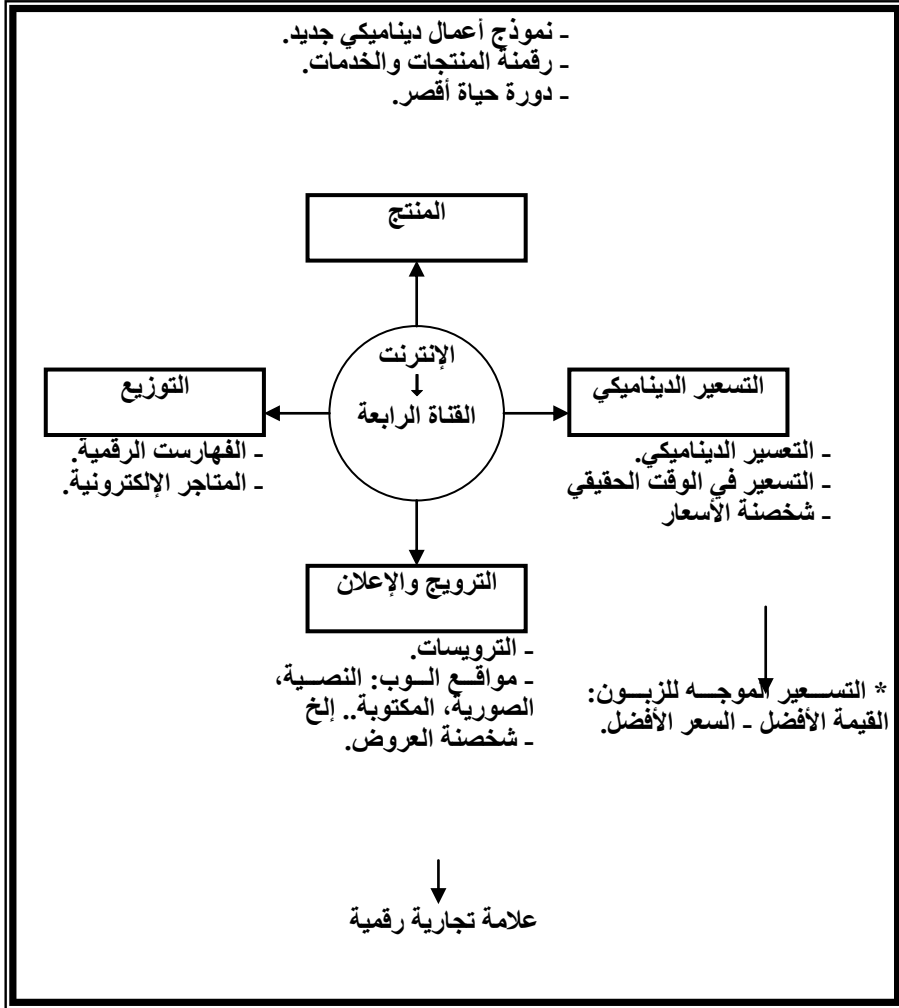 - نموذج أعمال ديناميكي جديد.
- رقمنة المنتجات والخدمات.
- دورة حياة أقصر.
المنتج
الإنترنت
↓
القناة الرابعة
التسعير الديناميكي
- التعسير الديناميكي.
- التسعير في الوقت الحقيقي
- شخصنة الأسعار
التوزيع
- الفهارست الرقمية.
- المتاجر الإلكترونية.
الترويج والإعلان
- الترويسات.
- مواقع الوب: النصية،
الصورية، المكتوبة.. إلخ
- شخصنة العروض.
* التسعير الموجه للزبون:
القيمة الأفضل - السعر الأفضل.
علامة تجارية رقمية